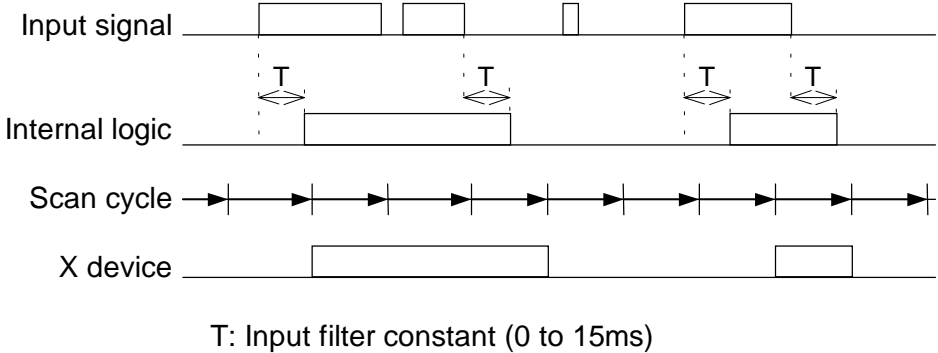 Input signal
T T T T
Internal logic
Scan cycle
X device
T: Input filter constant (0 to 15ms)